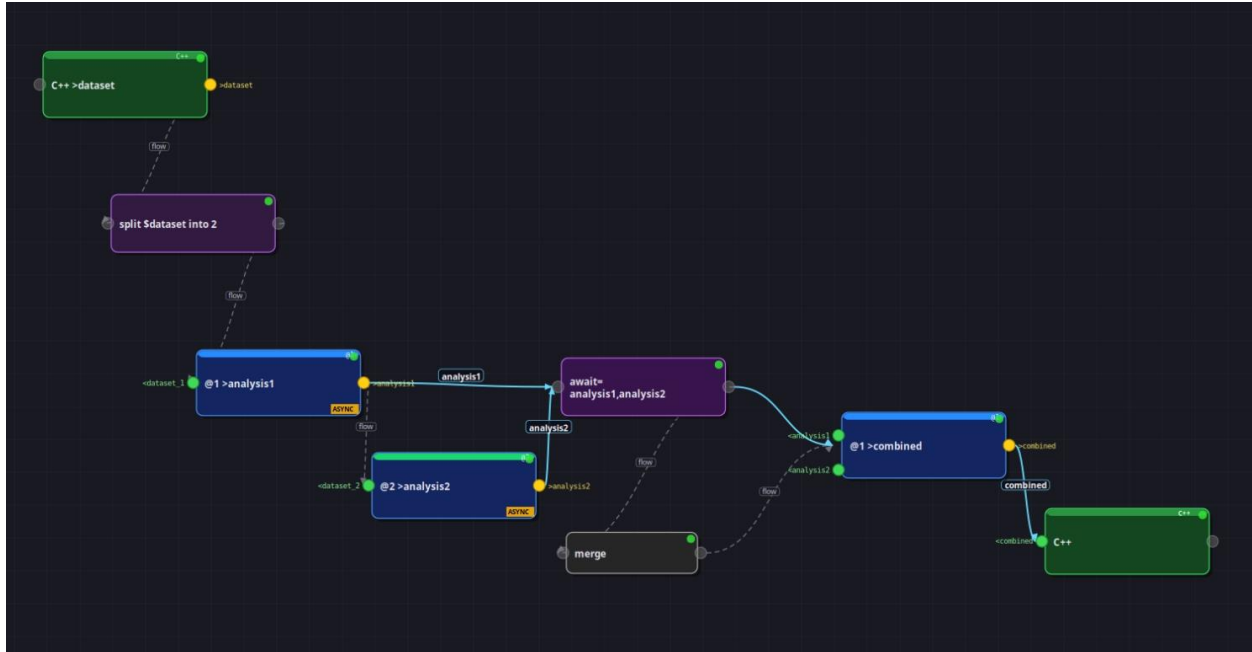 C++
C++ >dataset
>dataset
flow
split $dataset into 2
flow
<dataset_1
@1 >analysis1
>analysis1
ASYNC
analysis1
flow
<dataset_2
@2 >analysis2
>analysis2
ASYNC
analysis2
await=
analysis1,analysis2
flow
merge
flow
<analysis1
<analysis2
@1 >combined
>combined
combined
C++
<combined
C++